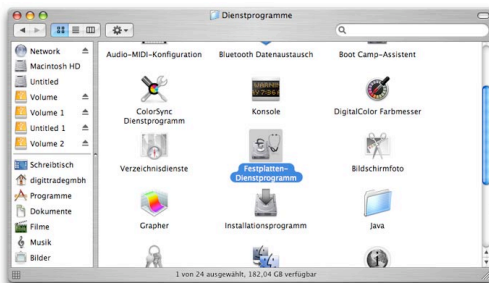 Dienstprogramme
Network
Macintosh HD
Untitled
Volume
Volume 1
Untitled 1
Volume 2
Schreibtisch
digittradegmbh
Programme
Dokumente
Filme
Musik
Bilder
Audio-MIDI-Konfiguration
Bluetooth Datenaustausch
Boot Camp-Assistent
ColorSync
Dienstprogramm
Konsole
DigitalColor Farbmesser
Verzeichnisdienste
Festplatten-
Dienstprogramm
Bildschirmfoto
Grapher
Installationsprogramm
Java
1 von 24 ausgewählt, 182,04 GB verfügbar